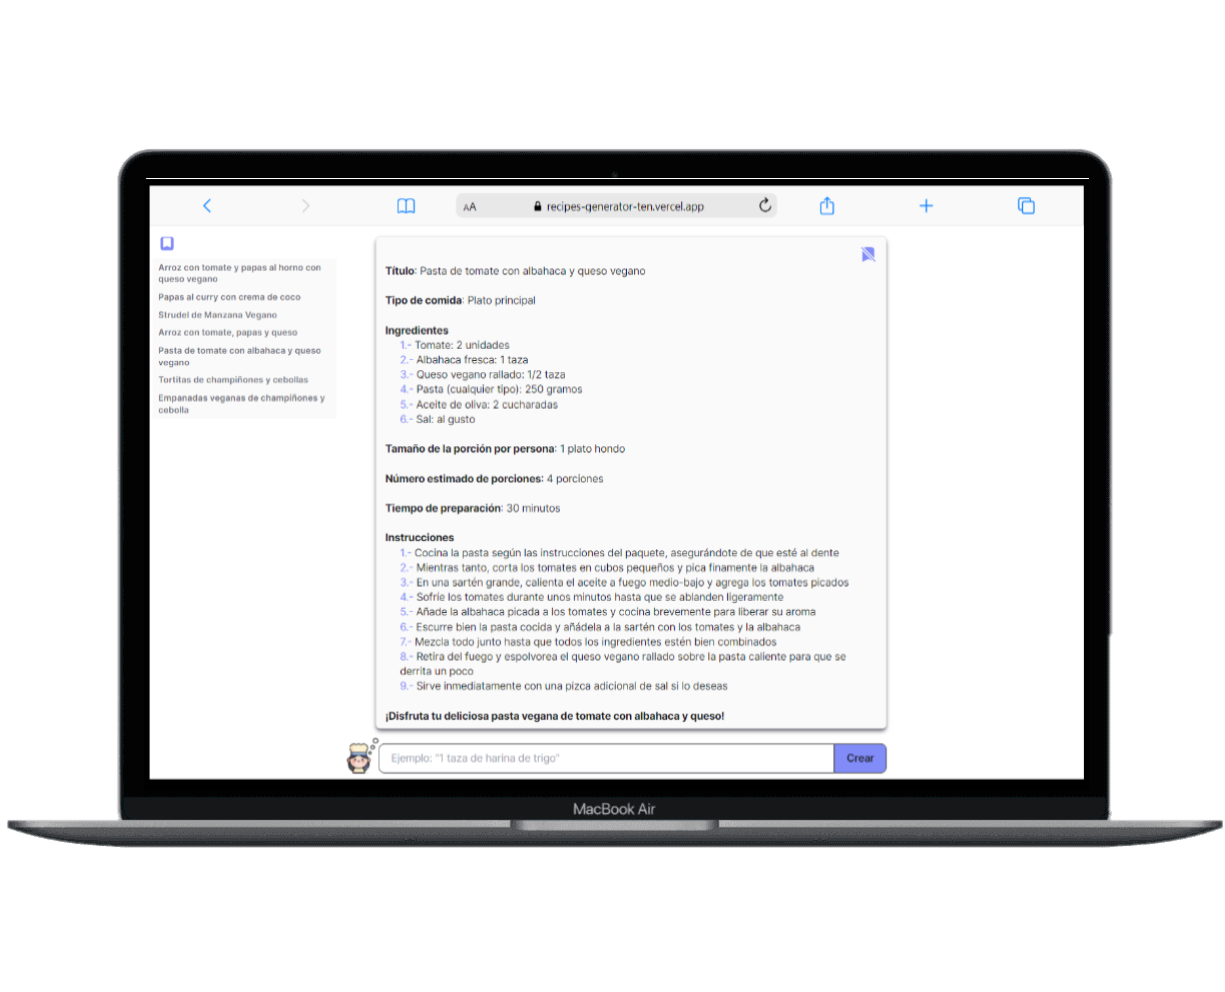 AA recipes-generator-ten.vercel.app
Arroz con tomate y papas al horno con
queso vegano
Papas al curry con crema de coco
Strudel de Manzana Vegano
Arroz con tomate, papas y queso
Pasta de tomate con albahaca y queso
vegano
Tortitas de champiñones y cebollas
Empanadas veganas de champiñones y
cebolla
Título: Pasta de tomate con albahaca y queso vegano
Tipo de comida: Plato principal
Ingredientes
1.- Tomate: 2 unidades
2.- Albahaca fresca: 1 taza
3.- Queso vegano rallado: 1/2 taza
4.- Pasta (cualquier tipo): 250 gramos
5.- Aceite de oliva: 2 cucharadas
6.- Sal: al gusto
Tamaño de la porción por persona: 1 plato hondo
Número estimado de porciones: 4 porciones
Tiempo de preparación: 30 minutos
Instrucciones
1.- Cocina la pasta según las instrucciones del paquete, asegurándote de que esté al dente
2.- Mientras tanto, corta los tomates en cubos pequeños y pica finamente la albahaca
3.- En una sartén grande, calienta el aceite a fuego medio-bajo y agrega los tomates picados
4.- Sofríe los tomates durante unos minutos hasta que se ablanden ligeramente
5.- Añade la albahaca picada a los tomates y cocina brevemente para liberar su aroma
6.- Escurre bien la pasta cocida y añádela a la sartén con los tomates y la albahaca
7.- Mezcla todo junto hasta que todos los ingredientes estén bien combinados
8.- Retira del fuego y espolvorea el queso vegano rallado sobre la pasta caliente para que se
derrita un poco
9.- Sirve inmediatamente con una pizca adicional de sal si lo deseas
¡Disfruta tu deliciosa pasta vegana de tomate con albahaca y queso!
Ejemplo: "1 taza de harina de trigo"
Crear
MacBook Air